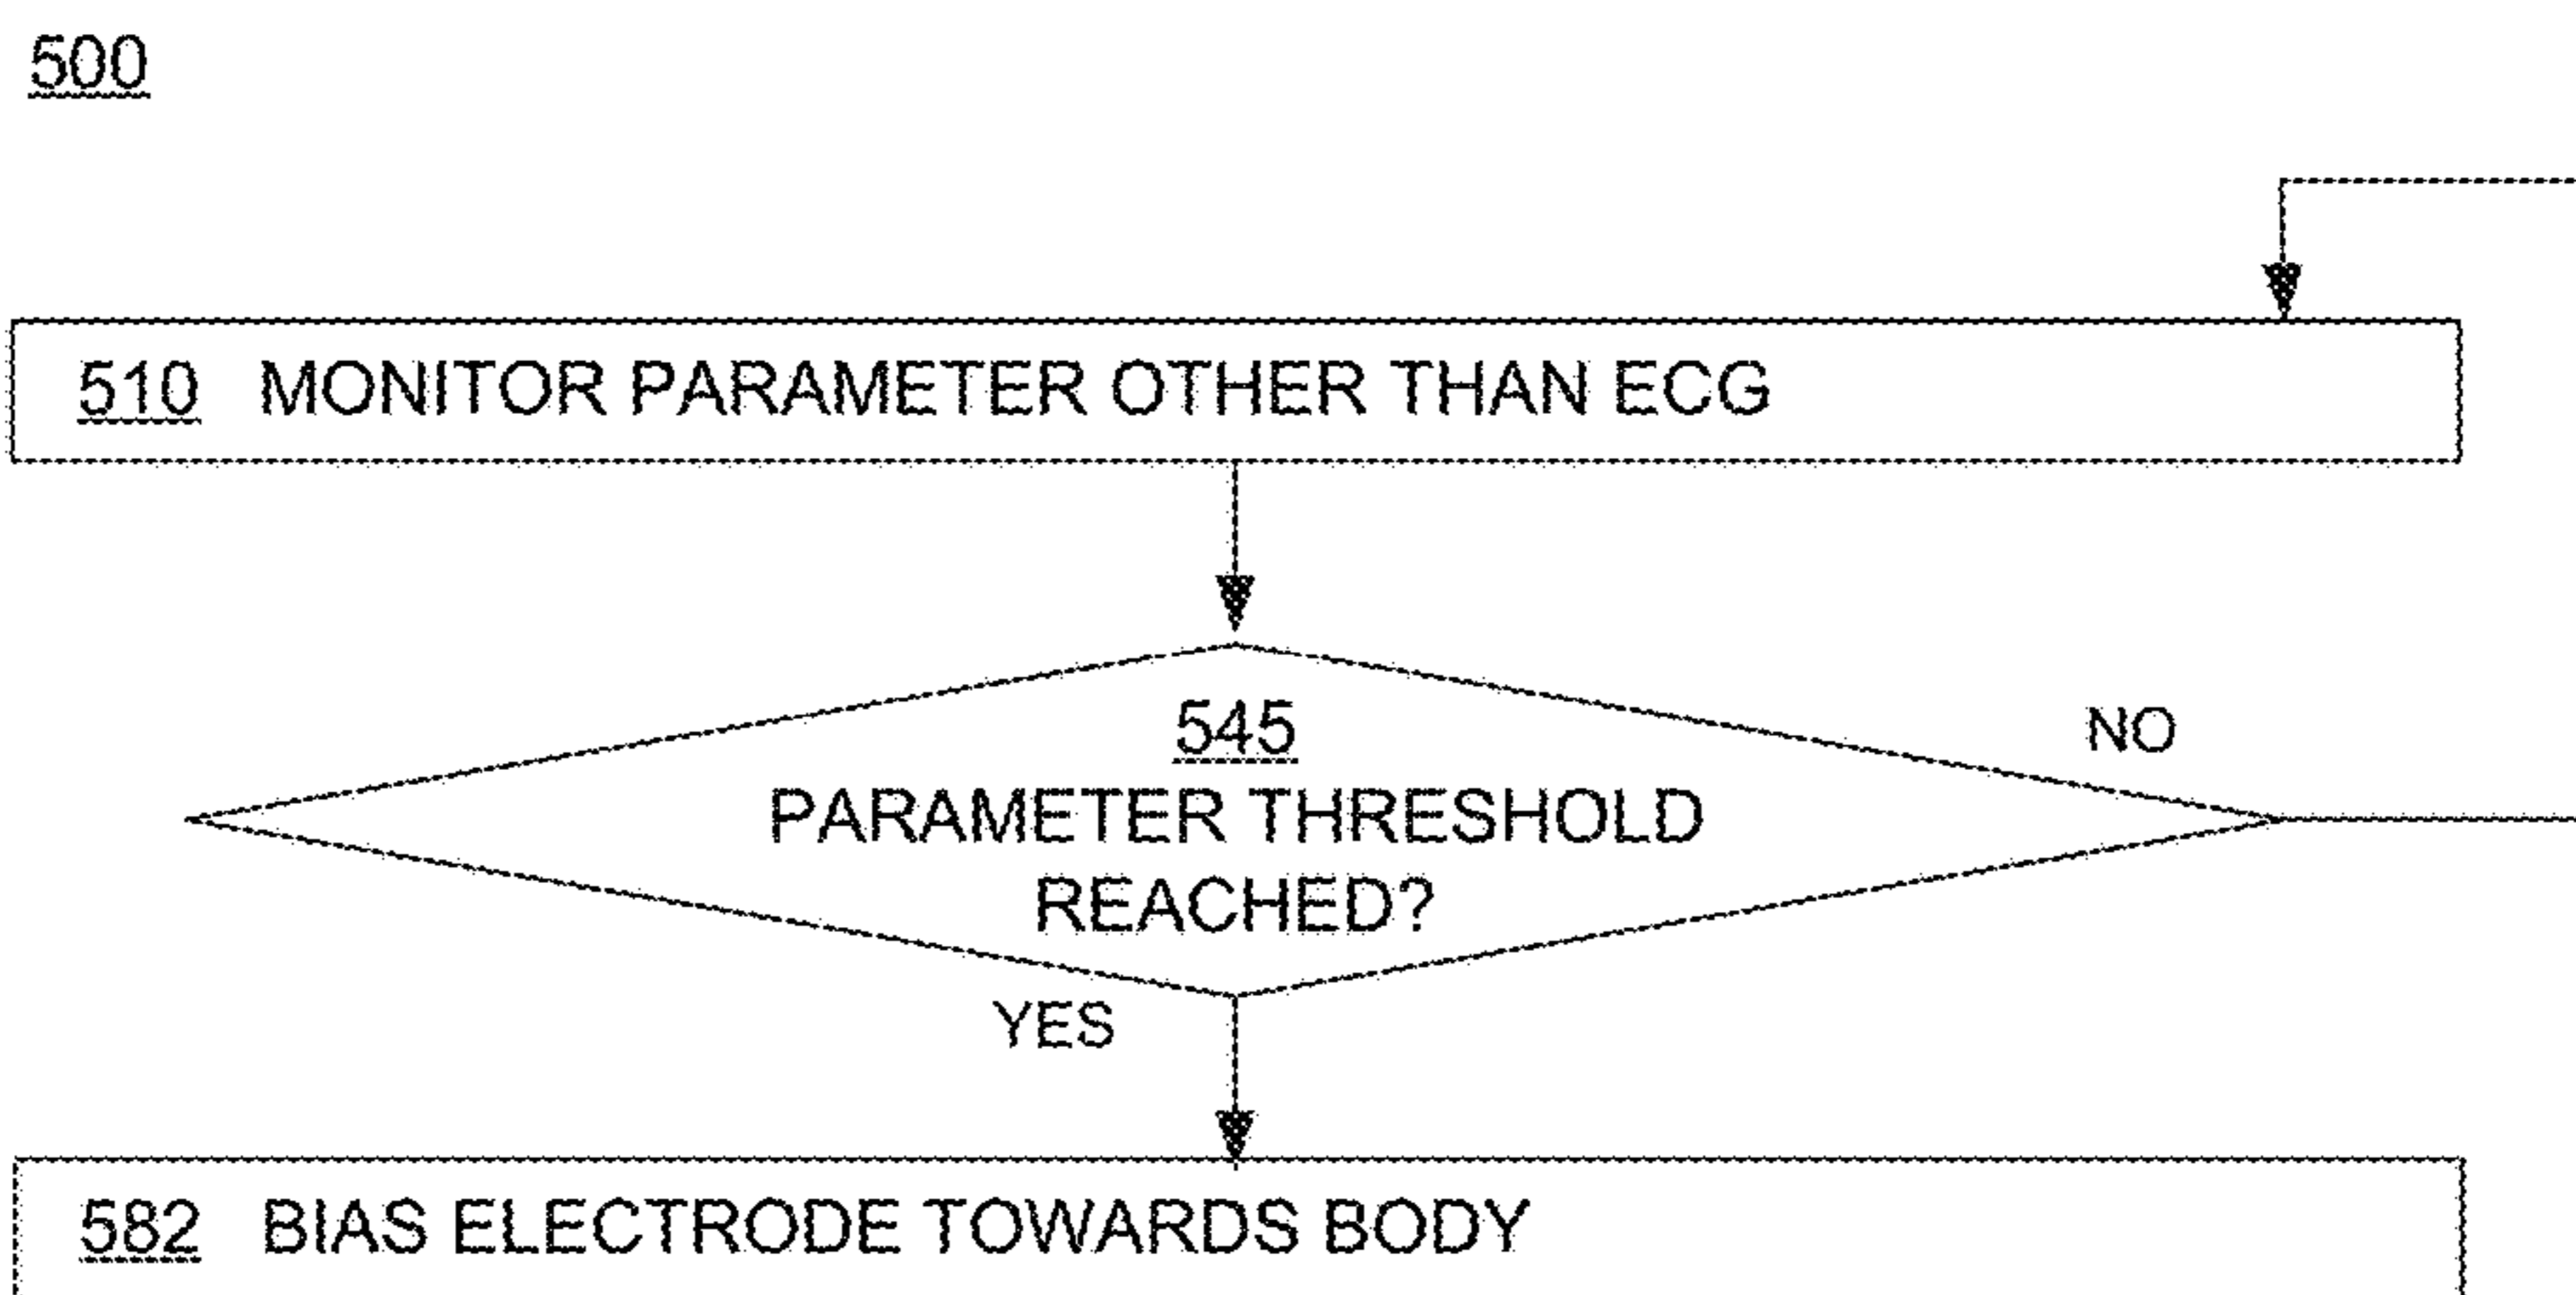 500
510 MONITOR PARAMETER OTHER THAN ECG
545
PARAMETER THRESHOLD
REACHED?
NO
YES
582 BIAS ELECTRODE TOWARDS BODY